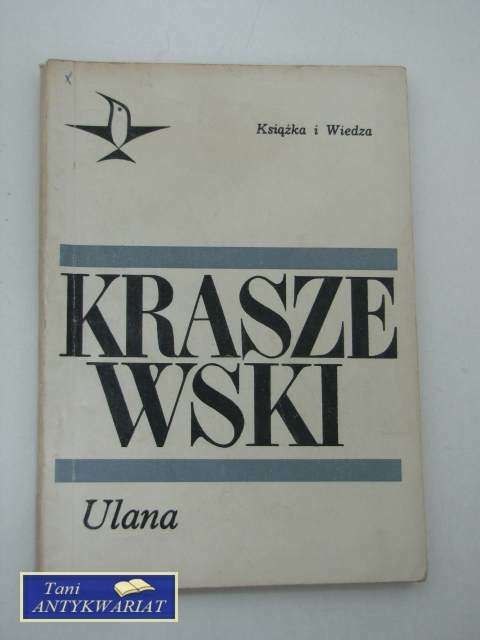 Książka i Wiedza
KRASZE
WSKI
Ulana
Tani
ANTYKWARIAT